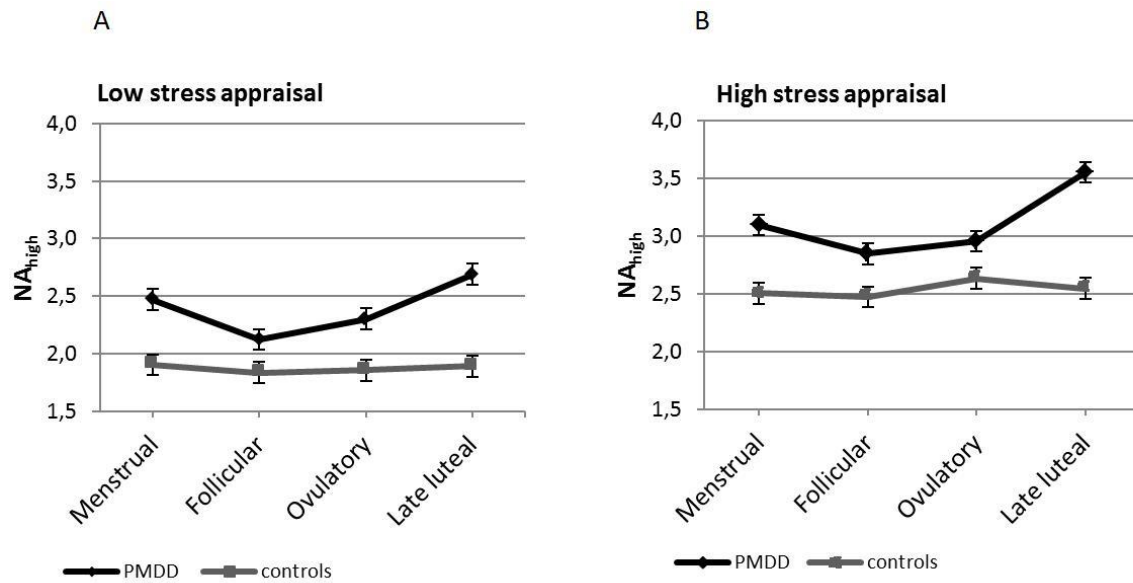 A
Low stress appraisal
4,0
3,5
3,0
2,5
2,0
1,5
NAhigh
Menstrual
Follicular
Ovulatory
Late luteal
PMDD
controls
B
High stress appraisal
4,0
3,5
3,0
2,5
2,0
1,5
NAhigh
Menstrual
Follicular
Ovulatory
Late luteal
PMDD
controls